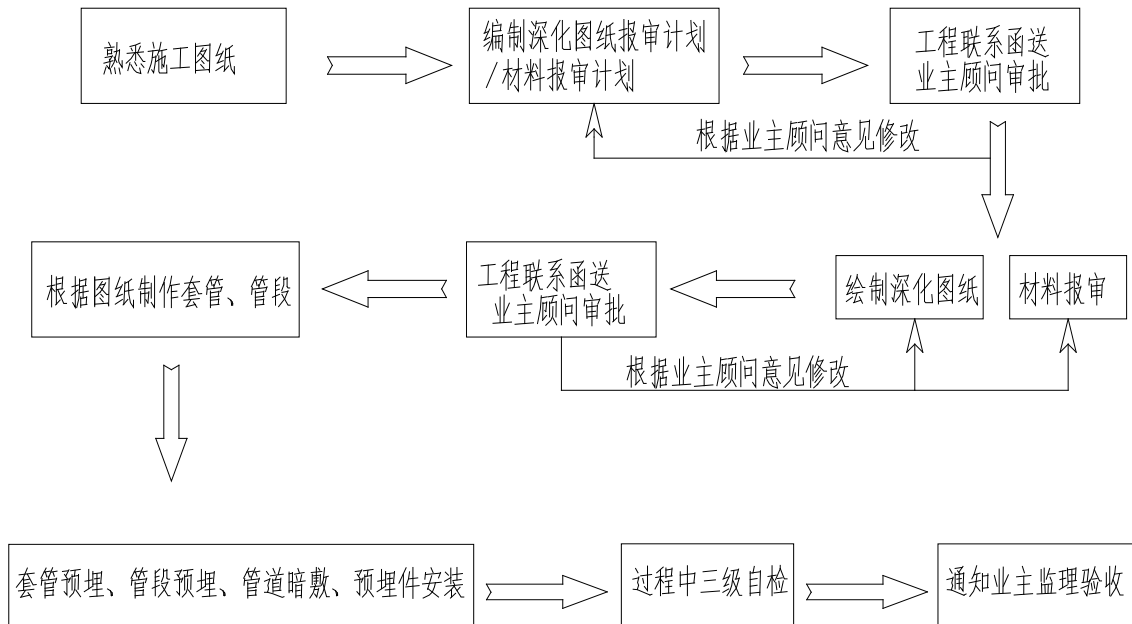 熟悉施工图纸
编制深化图纸报审计划
/材料报审计划
工程联系函送
业主顾问审批
根据业主顾问意见修改
根据图纸制作套管、管段
工程联系函送
业主顾问审批
绘制深化图纸
材料报审
根据业主顾问意见修改
套管预埋、管段预埋、管道暗敷、预埋件安装
过程中三级自检
通知业主监理验收